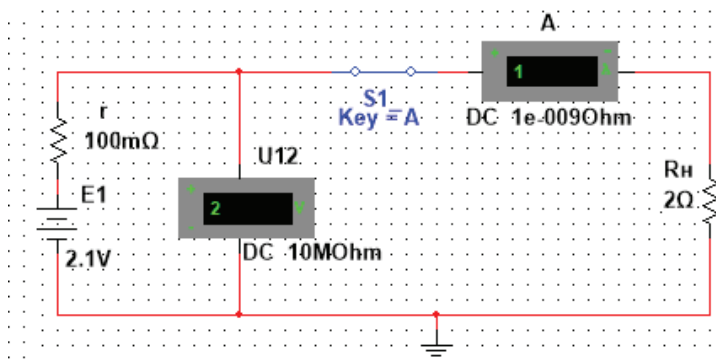 A
+ 1 - A
S1
Key = A
DC 1e-009Ohm
r
100mΩ
U12
+ 2 - V
DC 10MOhm
E1
2.1V
Rн
2Ω